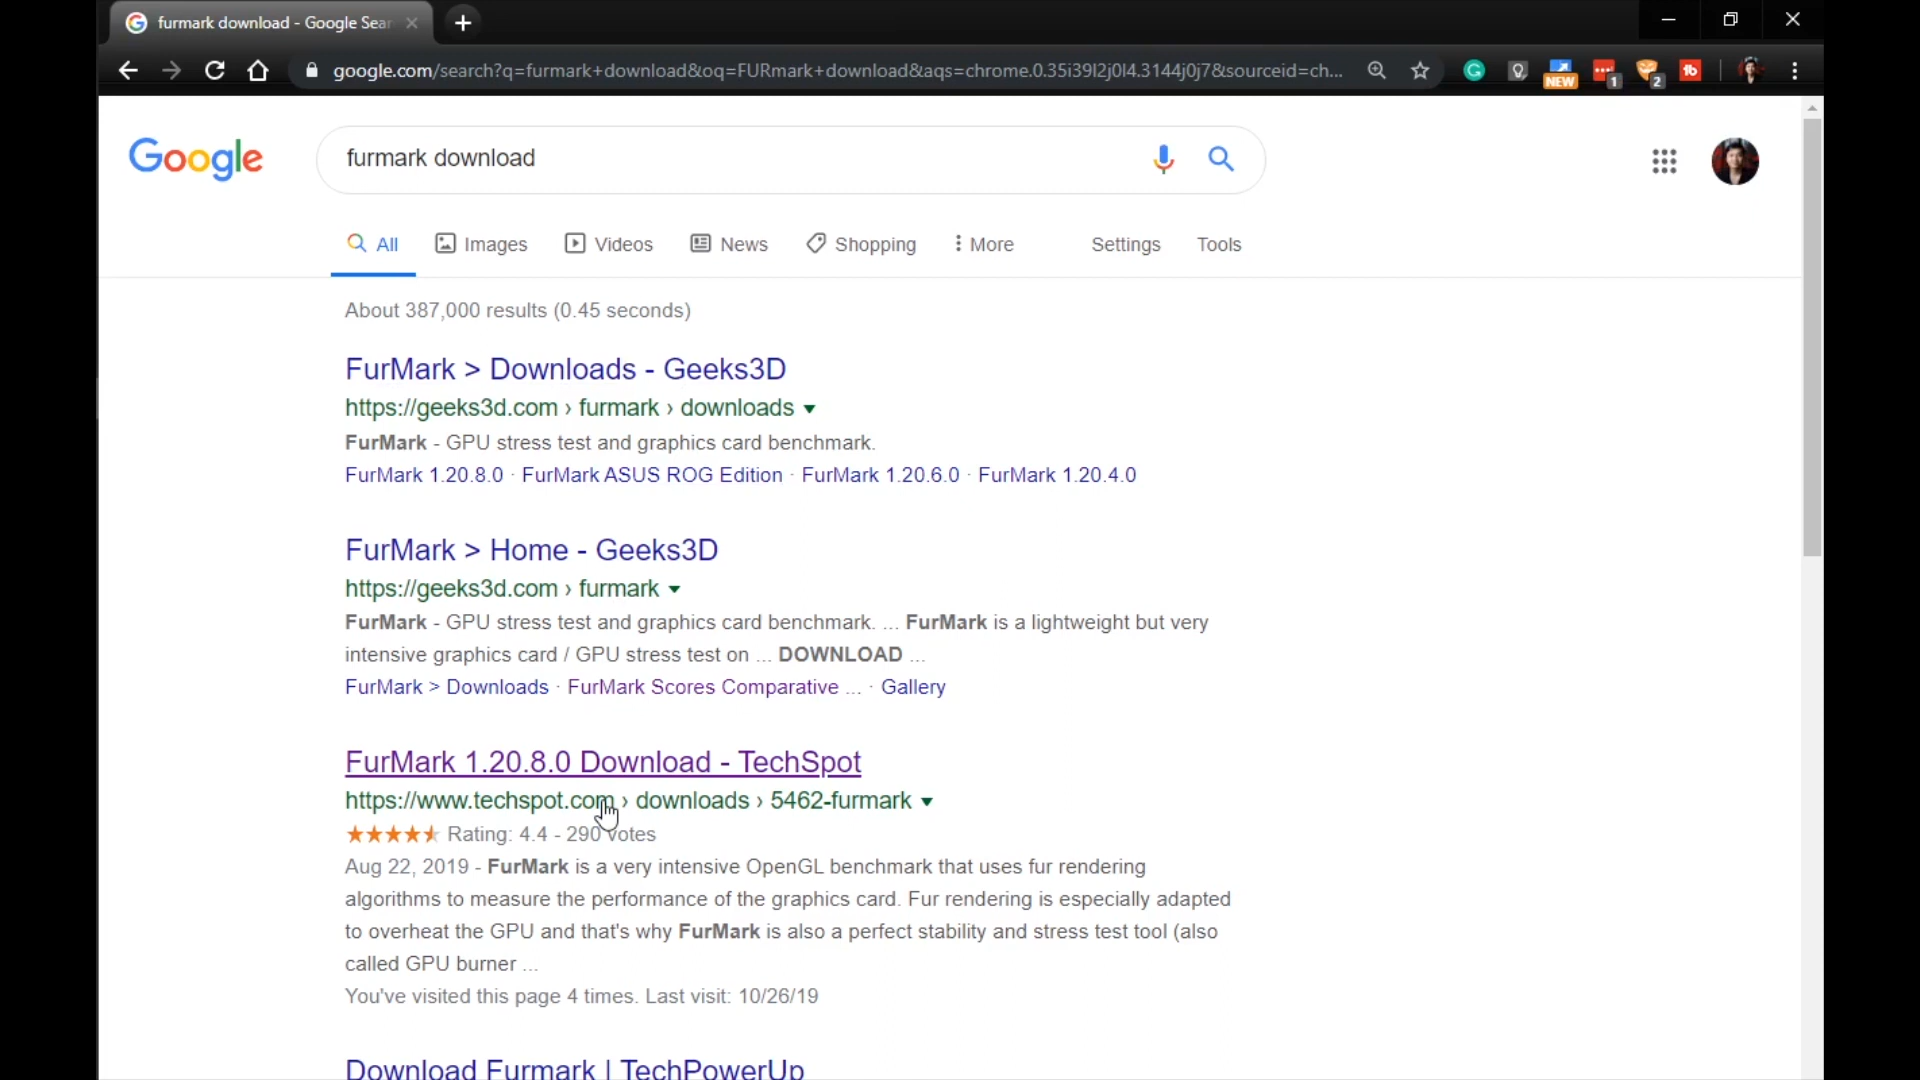 furmark download - Google Sear
google.com/search?q=furmark+download&oq=FURmark+download&aqs=chrome.0.35i39l2j0l4.3144j0j7&sourceid=ch...
NEW
1
2
tb
Google
furmark download
All Images Videos News Shopping More Settings Tools
About 387,000 results (0.45 seconds)
FurMark > Downloads - Geeks3D
https://geeks3d.com › furmark › downloads
FurMark - GPU stress test and graphics card benchmark.
FurMark 1.20.8.0 · FurMark ASUS ROG Edition · FurMark 1.20.6.0 · FurMark 1.20.4.0
FurMark > Home - Geeks3D
https://geeks3d.com › furmark
FurMark - GPU stress test and graphics card benchmark. ... FurMark is a lightweight but very
intensive graphics card / GPU stress test on ... DOWNLOAD ...
FurMark > Downloads · FurMark Scores Comparative ... · Gallery
FurMark 1.20.8.0 Download - TechSpot
https://www.techspot.com › downloads › 5462-furmark
Rating: 4.4 - 290 votes
Aug 22, 2019 - FurMark is a very intensive OpenGL benchmark that uses fur rendering
algorithms to measure the performance of the graphics card. Fur rendering is especially adapted
to overheat the GPU and that's why FurMark is also a perfect stability and stress test tool (also
called GPU burner ...
You've visited this page 4 times. Last visit: 10/26/19
Download Furmark | TechPowerUp